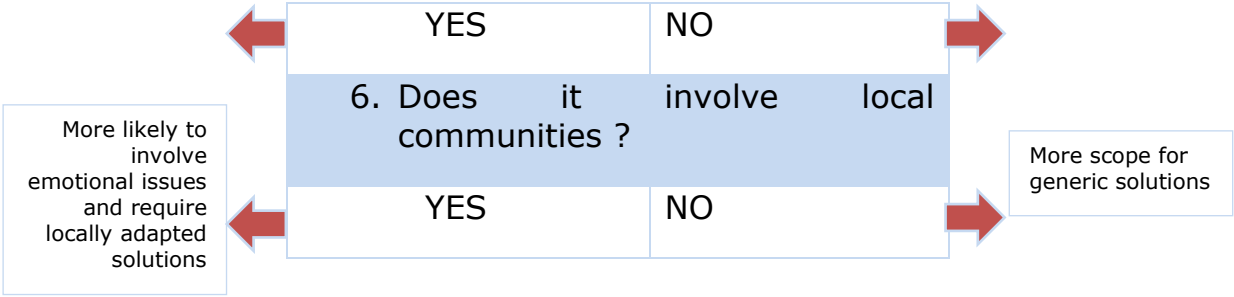 YES NO
6. Does it involve local
communities ?
More likely to
involve
emotional issues
and require
locally adapted
solutions
YES NO
More scope for
generic solutions